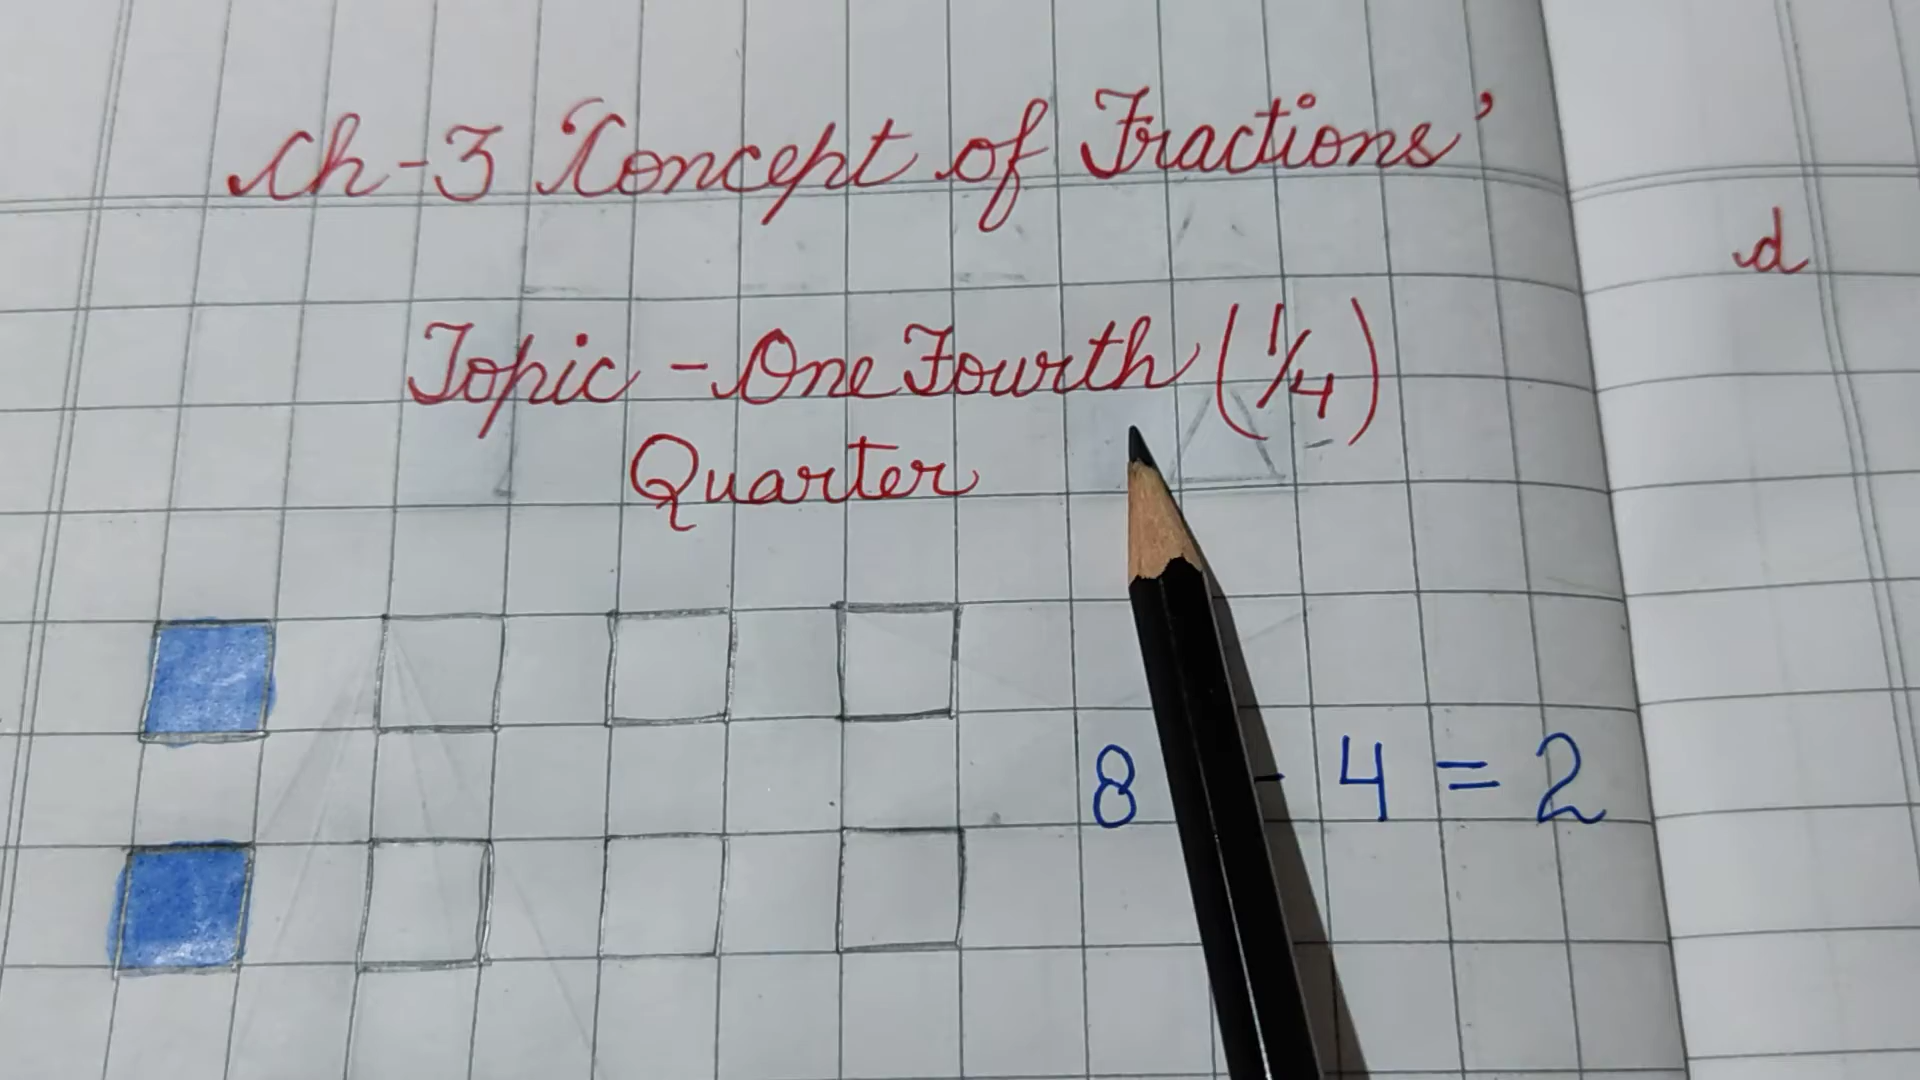 Ch-3 'Concept of Fractions'
Topic - One Fourth (1/4)
Quarter
8 - 4 = 2
d